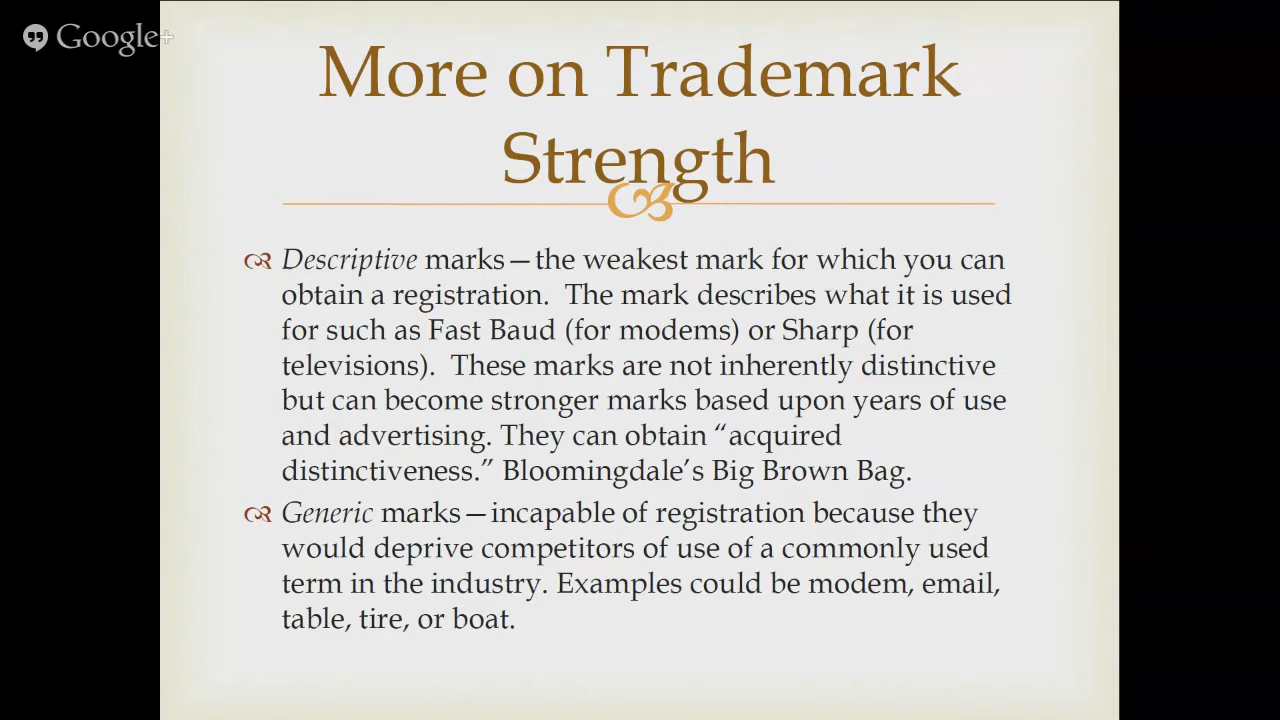 Google+
More on Trademark
Strength
Descriptive marks—the weakest mark for which you can
obtain a registration.  The mark describes what it is used
for such as Fast Baud (for modems) or Sharp (for
televisions).  These marks are not inherently distinctive
but can become stronger marks based upon years of use
and advertising. They can obtain “acquired
distinctiveness.” Bloomingdale’s Big Brown Bag.
Generic marks—incapable of registration because they
would deprive competitors of use of a commonly used
term in the industry. Examples could be modem, email,
table, tire, or boat.